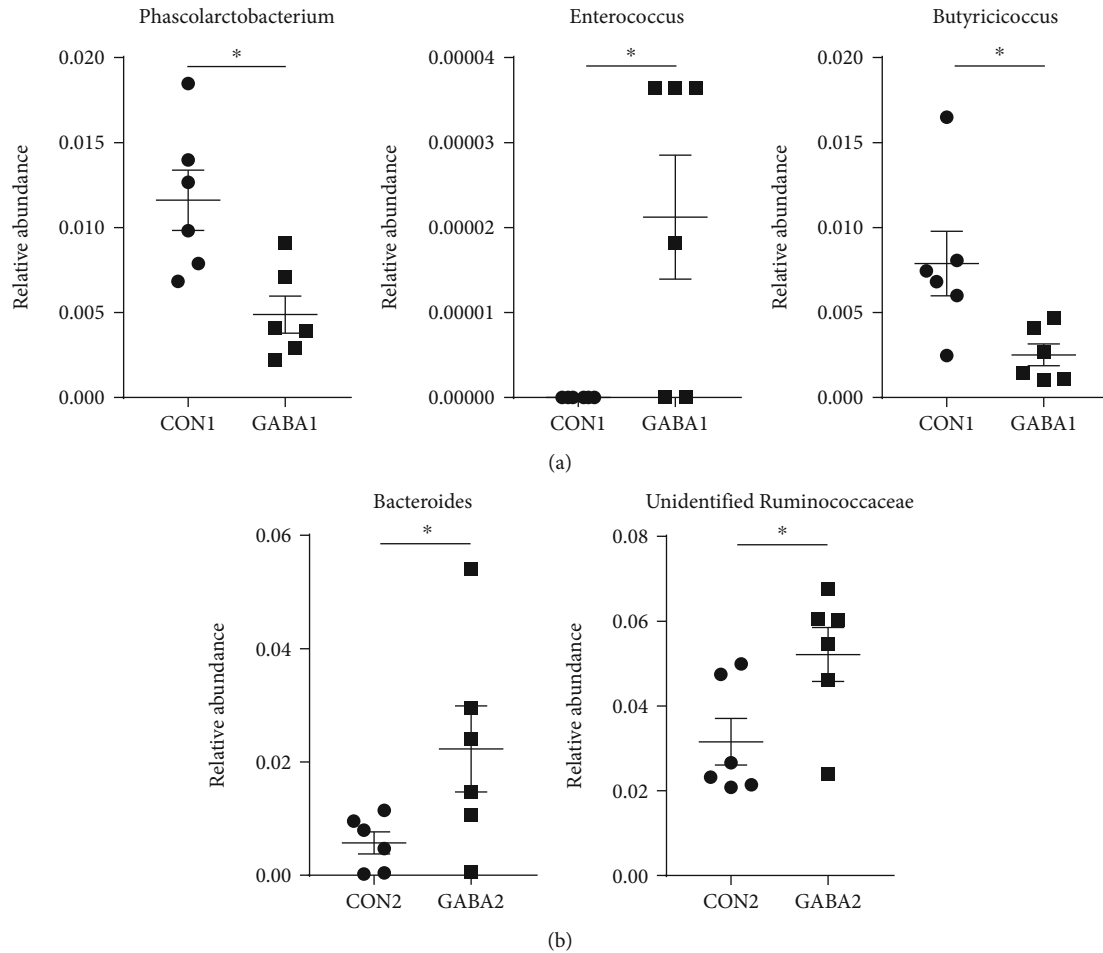 Phascolarctobacterium
*
Relative abundance
0.020
0.015
0.010
0.005
0.000
CON1 GABA1
Enterococcus
*
Relative abundance
0.00004
0.00003
0.00002
0.00001
0.00000
CON1 GABA1
Butyricicoccus
*
Relative abundance
0.020
0.015
0.010
0.005
0.000
CON1 GABA1
(a)
Bacteroides
*
Relative abundance
0.06
0.04
0.02
0.00
CON2 GABA2
Unidentified Ruminococcaceae
*
Relative abundance
0.08
0.06
0.04
0.02
0.00
CON2 GABA2
(b)